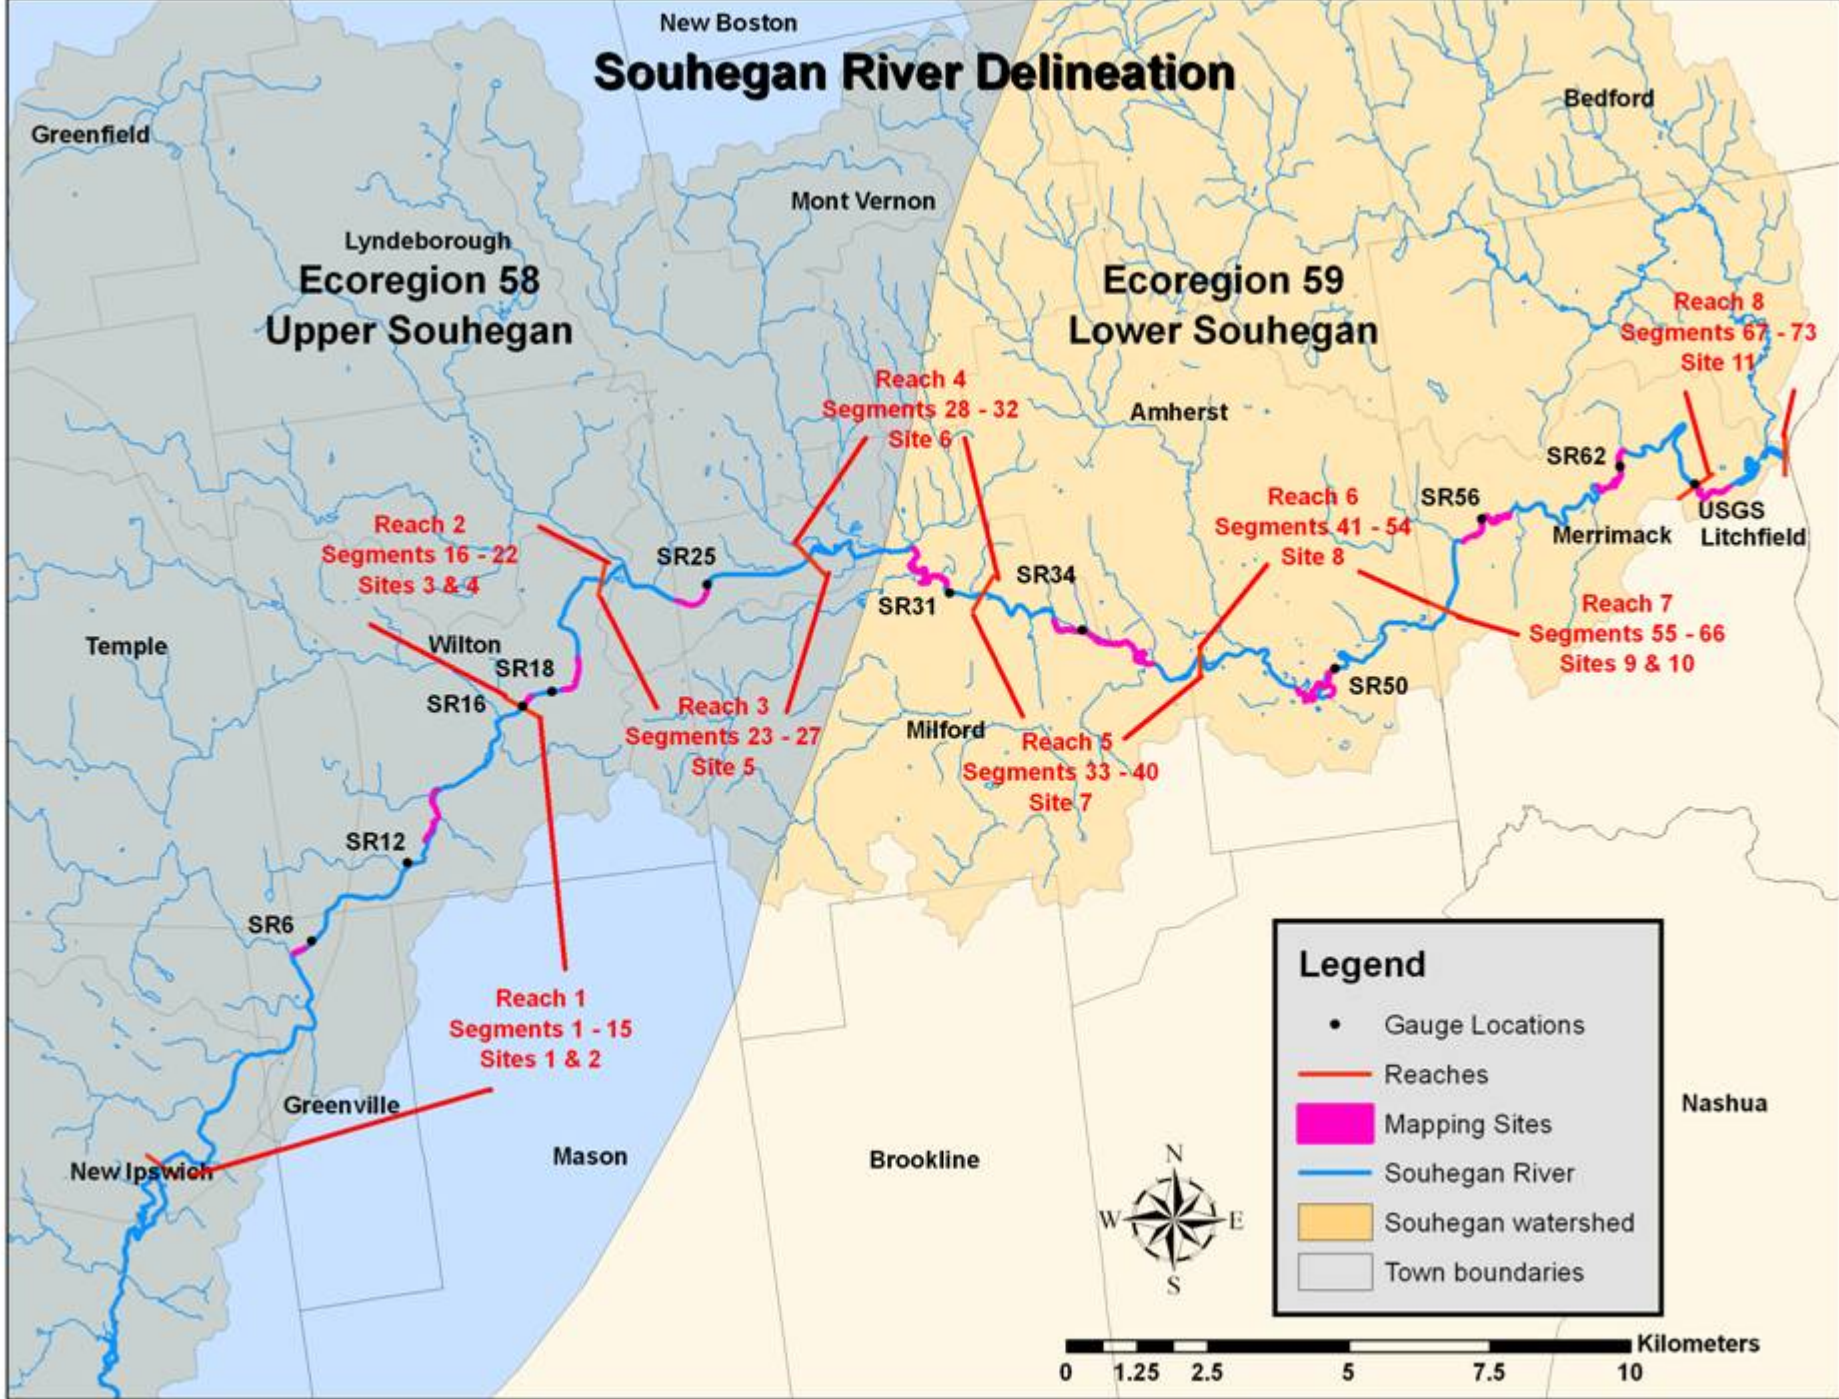 New Boston
Souhegan River Delineation
Bedford
Greenfield
Mont Vernon
Lyndeborough
Ecoregion 58
Upper Souhegan
Ecoregion 59
Lower Souhegan
Reach 8
Segments 67 - 73
Site 11
Reach 4
Segments 28 - 32
Site 6
Amherst
SR62
Reach 6
Segments 41 - 54
Site 8
SR56
USGS
Merrimack
Litchfield
Reach 2
Segments 16 - 22
Sites 3 & 4
SR25
SR34
SR31
Reach 7
Segments 55 - 66
Sites 9 & 10
Temple
Wilton
SR18
SR16
SR50
Reach 3
Segments 23 - 27
Site 5
Milford
Reach 5
Segments 33 - 40
Site 7
SR12
SR6
Reach 1
Segments 1 - 15
Sites 1 & 2
Greenville
New Ipswich
Mason
Brookline
Nashua
Legend
Gauge Locations
Reaches
Mapping Sites
Souhegan River
Souhegan watershed
Town boundaries
N
W
E
S
Kilometers
0 1.25 2.5 5 7.5 10